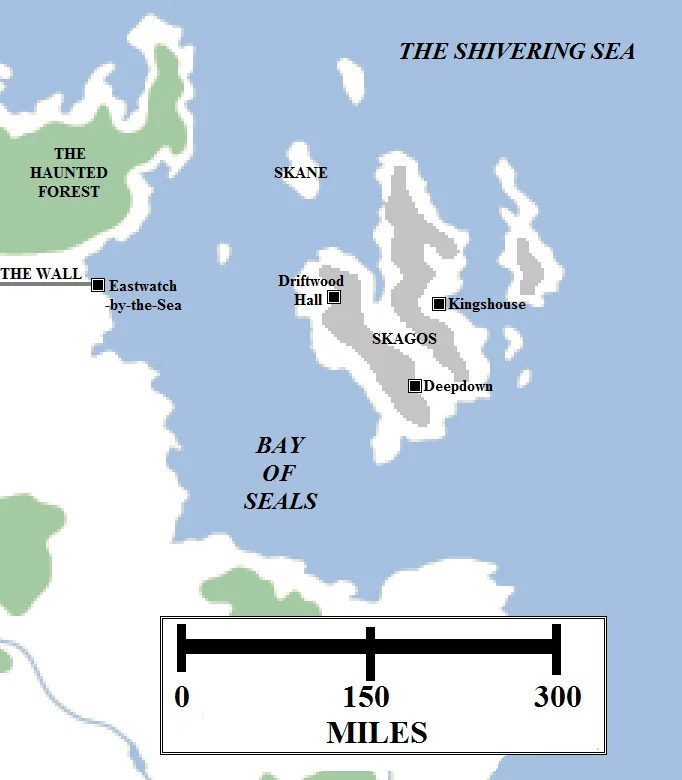 THE SHIVERING SEA
THE
HAUNTED
FOREST
SKANE
THE WALL
Eastwatch
-by-the-Sea
Driftwood
Hall
Kingshouse
SKAGOS
Deepdown
BAY
OF
SEALS
0 150 300
MILES